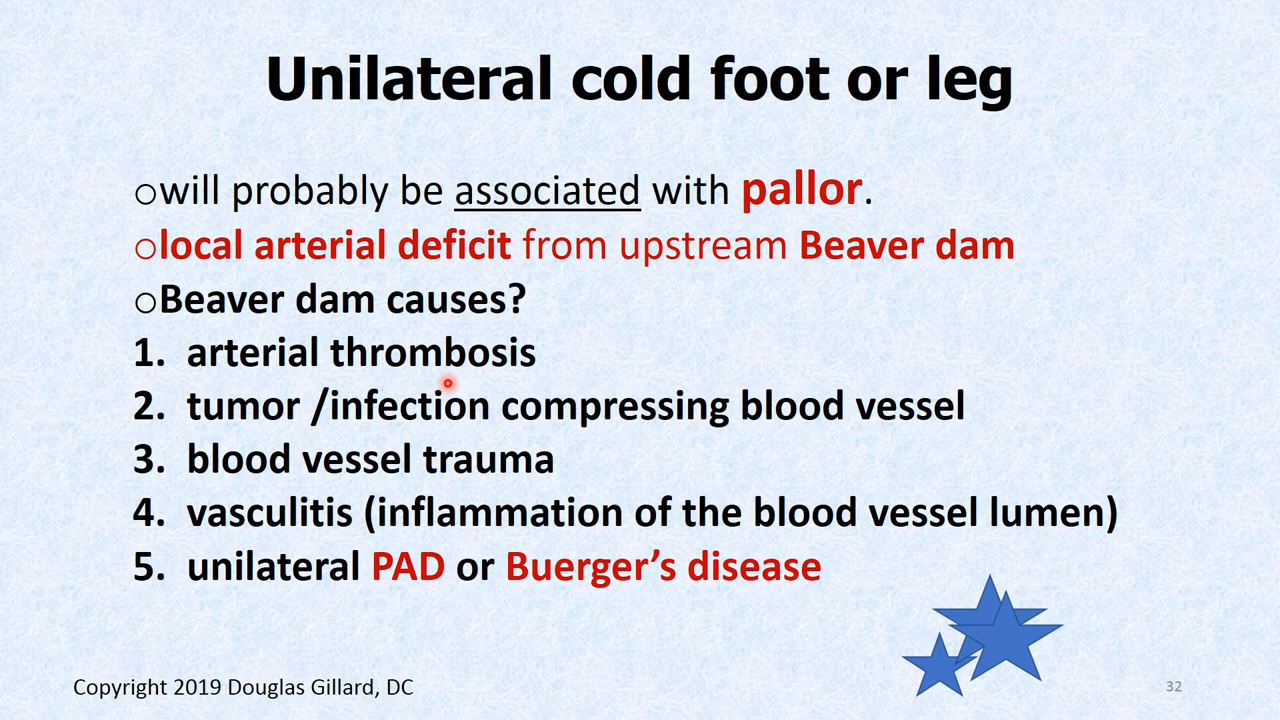 Unilateral cold foot or leg
○will probably be associated with pallor.
○local arterial deficit from upstream Beaver dam
○Beaver dam causes?
1. arterial thrombosis
2. tumor /infection compressing blood vessel
3. blood vessel trauma
4. vasculitis (inflammation of the blood vessel lumen)
5. unilateral PAD or Buerger’s disease
Copyright 2019 Douglas Gillard, DC
32